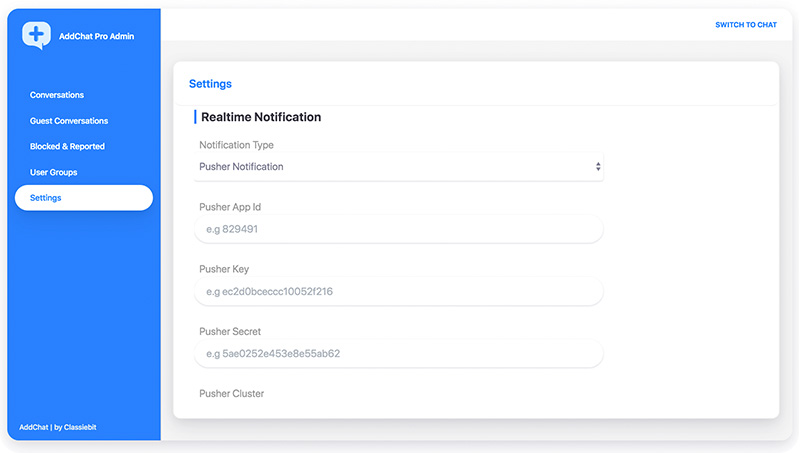 AddChat Pro Admin
SWITCH TO CHAT
Conversations
Guest Conversations
Blocked & Reported
User Groups
Settings
AddChat | by Classiebit
Settings
Realtime Notification
Notification Type
Pusher Notification
Pusher App Id
e.g 829491
Pusher Key
e.g ec2d0bceccc10052f216
Pusher Secret
e.g 5ae0252e453e8e55ab62
Pusher Cluster